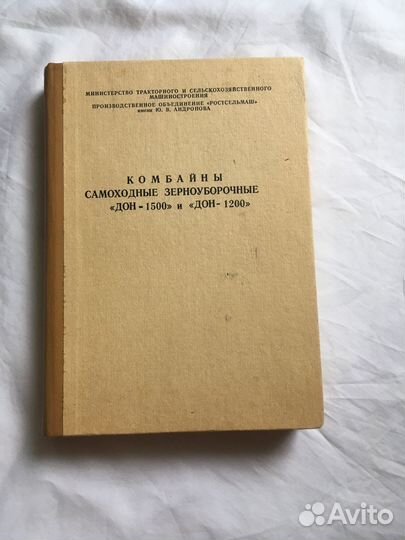 МИНИСТЕРСТВО ТРАКТОРНОГО И СЕЛЬСКОХОЗЯЙСТВЕННОГО
МАШИНОСТРОЕНИЯ
ПРОИЗВОДСТВЕННОЕ ОБЪЕДИНЕНИЕ «РОСТСЕЛЬМАШ»
имени Ю. В. АНДРОПОВА
КОМБАЙНЫ
САМОХОДНЫЕ ЗЕРНОУБОРОЧНЫЕ
«ДОН-1500» и «ДОН-1200»
Avito